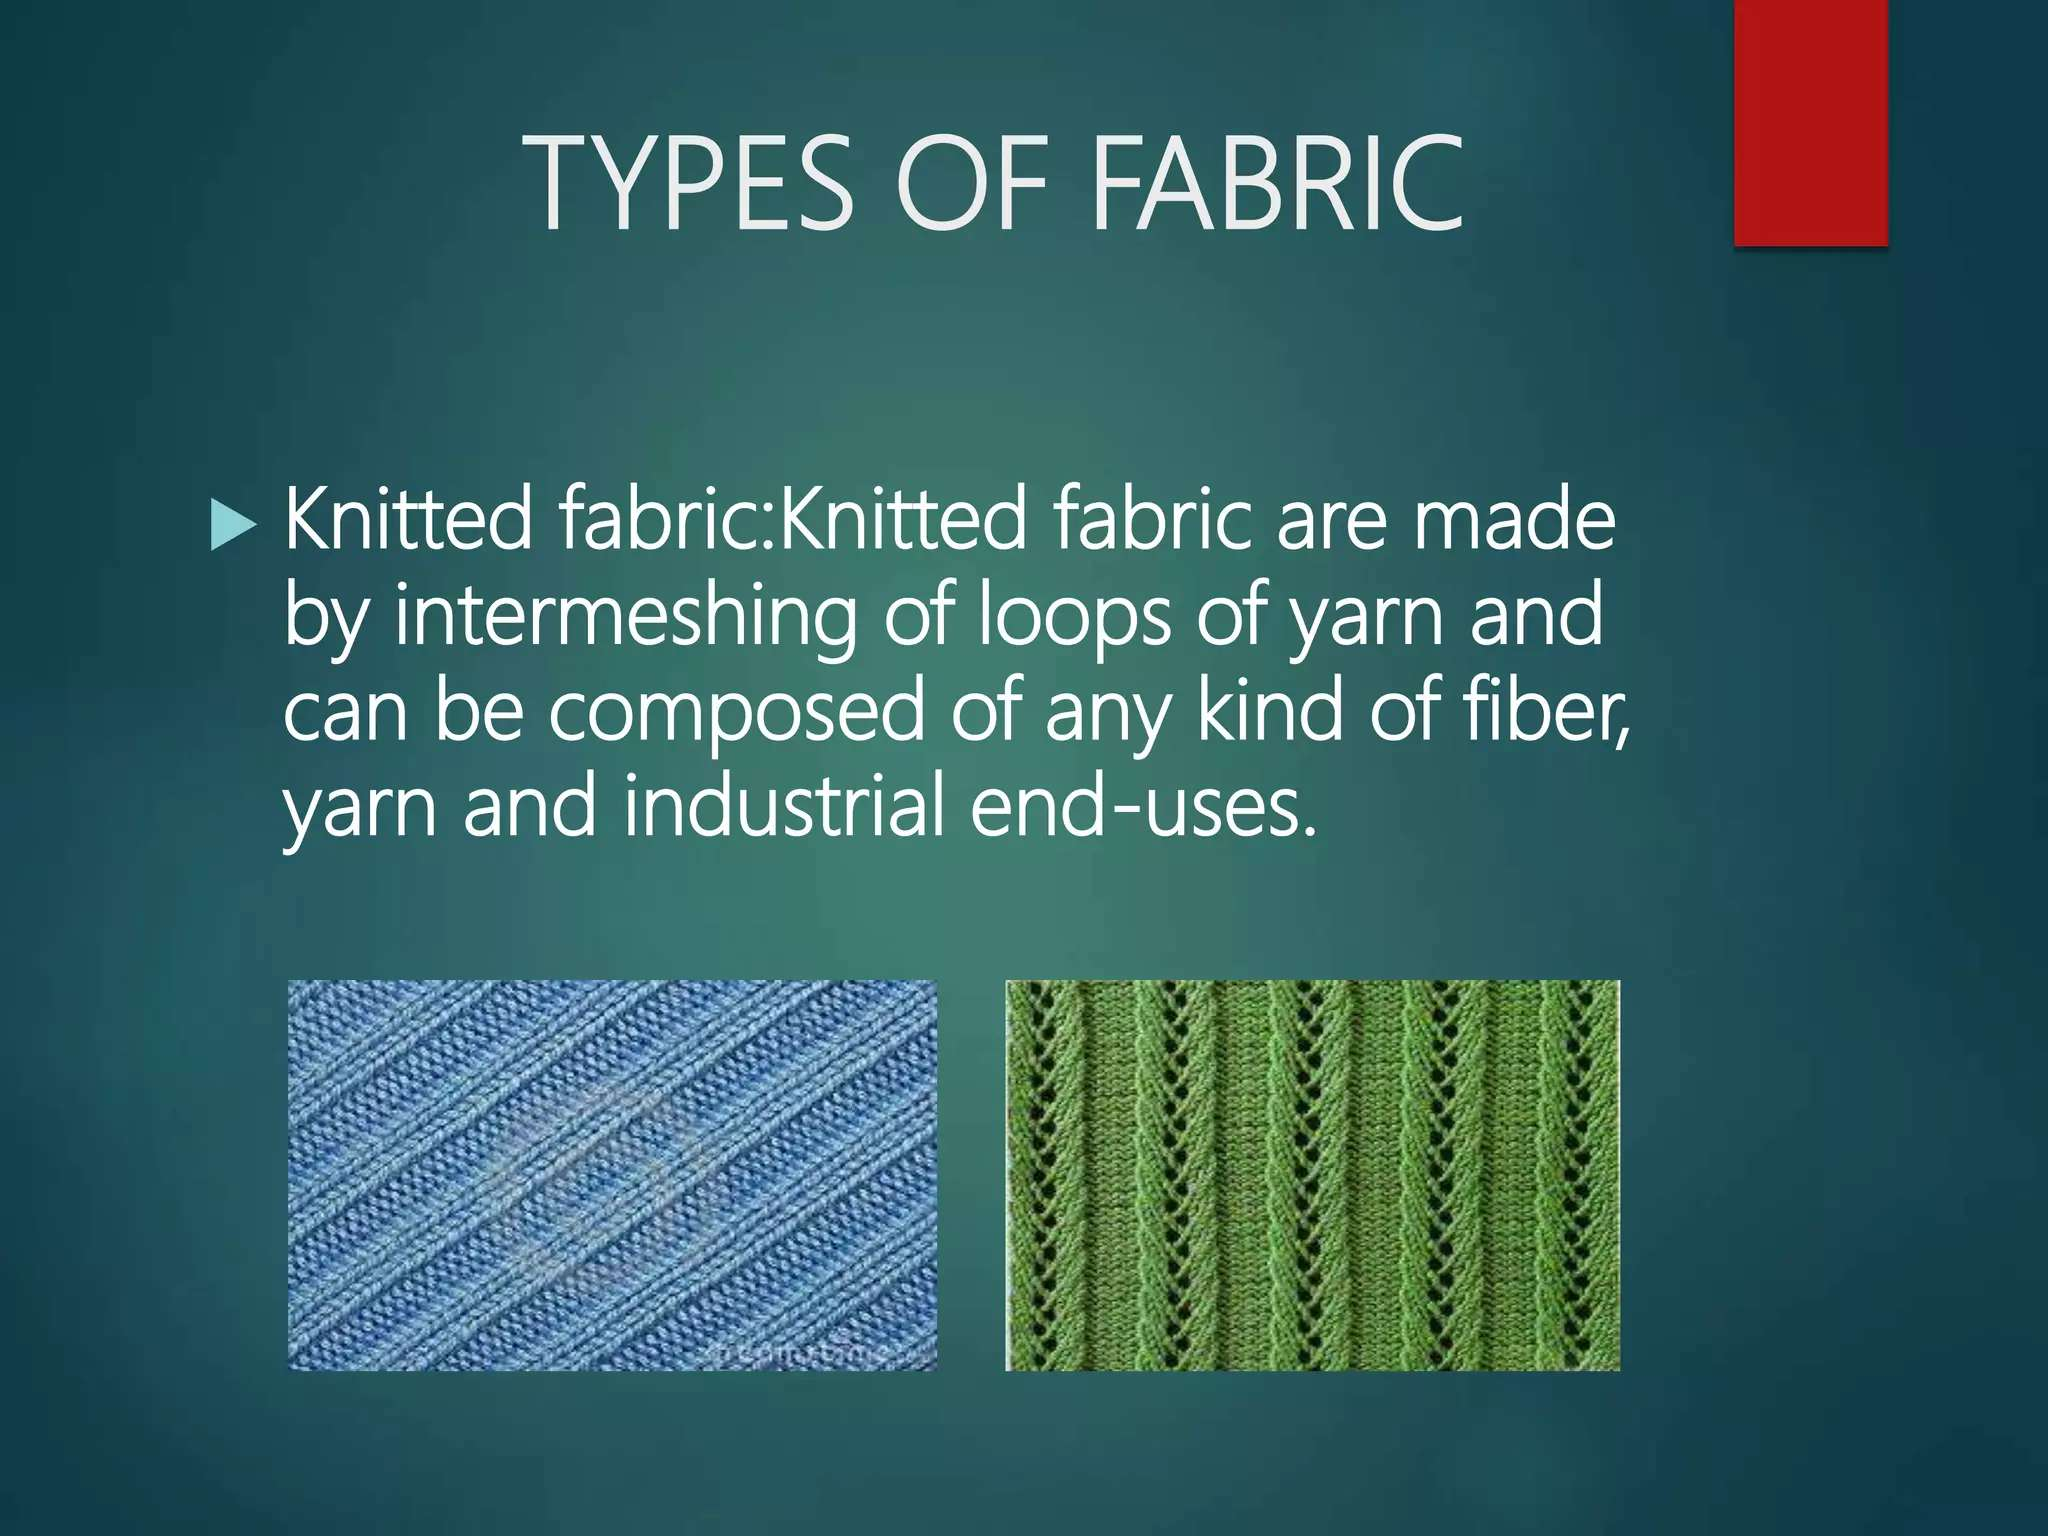 TYPES OF FABRIC
Knitted fabric:Knitted fabric are made
by intermeshing of loops of yarn and
can be composed of any kind of fiber,
yarn and industrial end-uses.